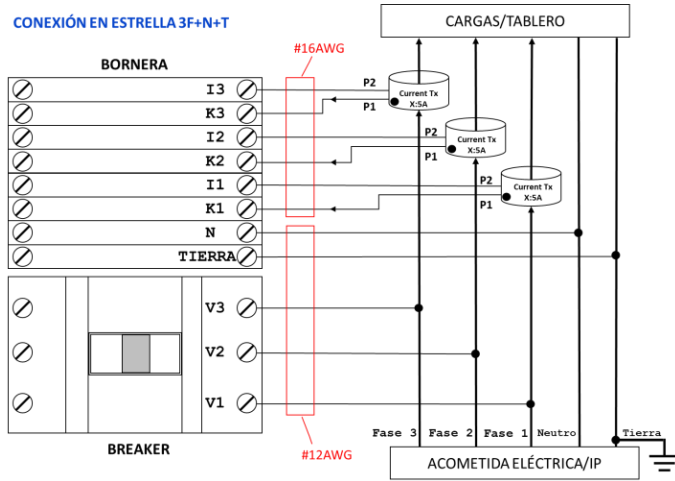 CONEXIÓN EN ESTRELLA 3F+N+T
CARGAS/TABLERO
#16AWG
BORNERA
I3
P2
Current Tx
X:5A
K3
P1
I2
P2
Current Tx
X:5A
K2
P1
I1
P2
Current Tx
X:5A
K1
P1
N
TIERRA
V3
V2
V1
Fase 3
Fase 2
Fase 1
Neutro
Tierra
BREAKER
#12AWG
ACOMETIDA ELÉCTRICA/IP